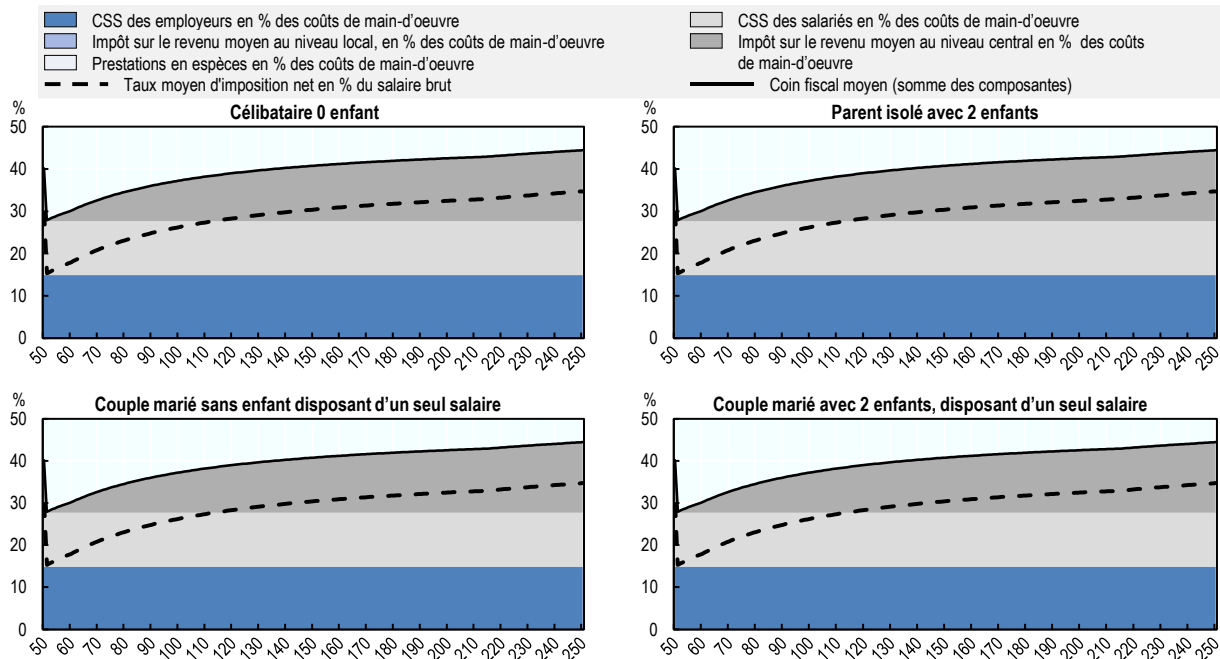 CSS des employeurs en % des coûts de main-d'oeuvre
CSS des salariés en % des coûts de main-d'oeuvre
Impôt sur le revenu moyen au niveau local, en % des coûts de main-d'oeuvre
Impôt sur le revenu moyen au niveau central en % des coûts
de main-d'oeuvre
Prestations en espèces en % des coûts de main-d'oeuvre
Taux moyen d'imposition net en % du salaire brut
Coin fiscal moyen (somme des composantes)
%
Célibataire 0 enfant
50
40
30
20
10
0
50 60 70 80 90 100 110 120 130 140 150 160 170 180 190 200 210 220 230 240 250
%
Parent isolé avec 2 enfants
50
40
30
20
10
0
50 60 70 80 90 100 110 120 130 140 150 160 170 180 190 200 210 220 230 240 250
%
Couple marié sans enfant disposant d’un seul salaire
50
40
30
20
10
0
50 60 70 80 90 100 110 120 130 140 150 160 170 180 190 200 210 220 230 240 250
%
Couple marié avec 2 enfants, disposant d’un seul salaire
50
40
30
20
10
0
50 60 70 80 90 100 110 120 130 140 150 160 170 180 190 200 210 220 230 240 250